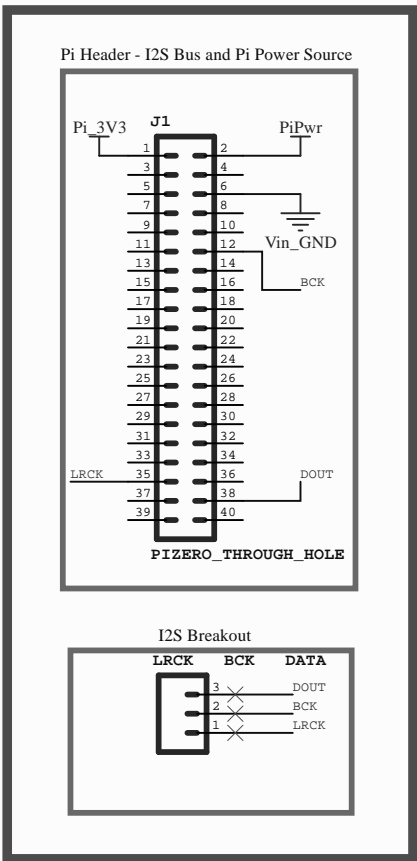 Pi Header - I2S Bus and Pi Power Source
Pi_3V3 J1 PiPwr
1 2
3 4
5 6
7 8
Vin_GND
9 10
11 12
13 14
BCK
15 16
17 18
19 20
21 22
23 24
25 26
27 28
29 30
31 32
33 34
LRCK 35 36 DOUT
37 38
39 40
PIZERO_THROUGH_HOLE
I2S Breakout
LRCK BCK DATA
3 DOUT
2 BCK
1 LRCK